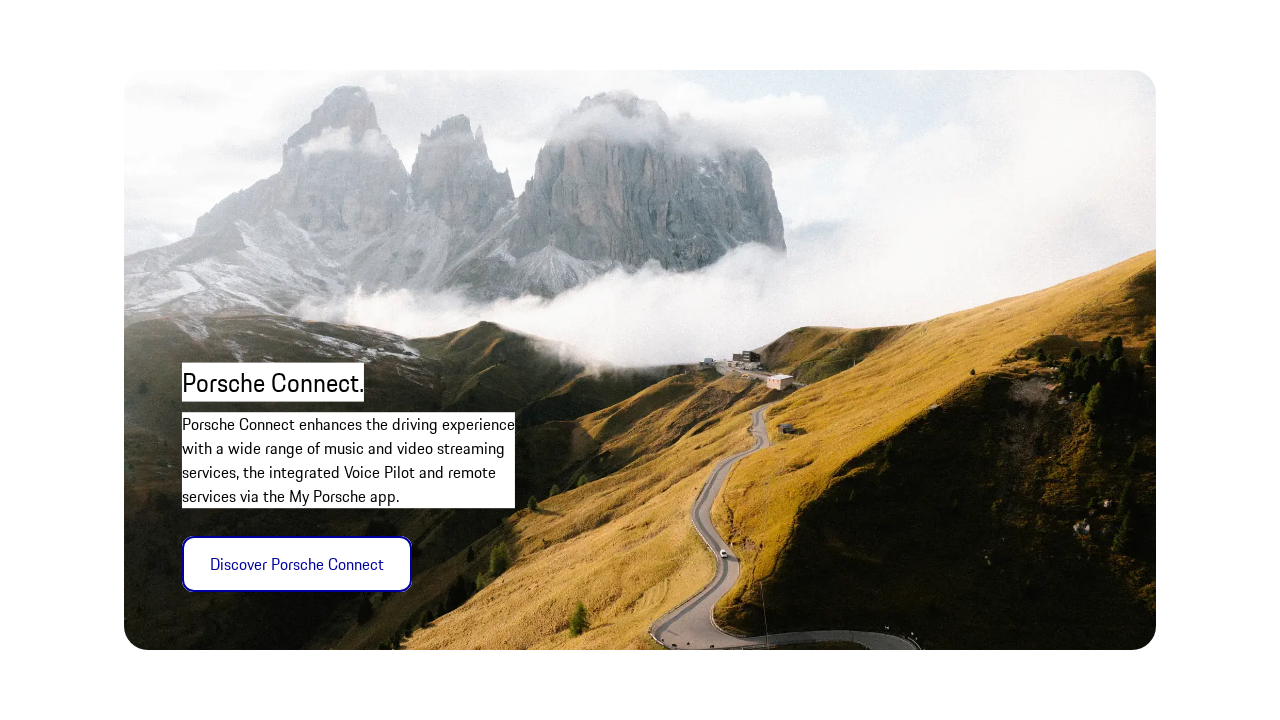 Porsche Connect.
Porsche Connect enhances the driving experience
with a wide range of music and video streaming
services, the integrated Voice Pilot and remote
services via the My Porsche app.
Discover Porsche Connect